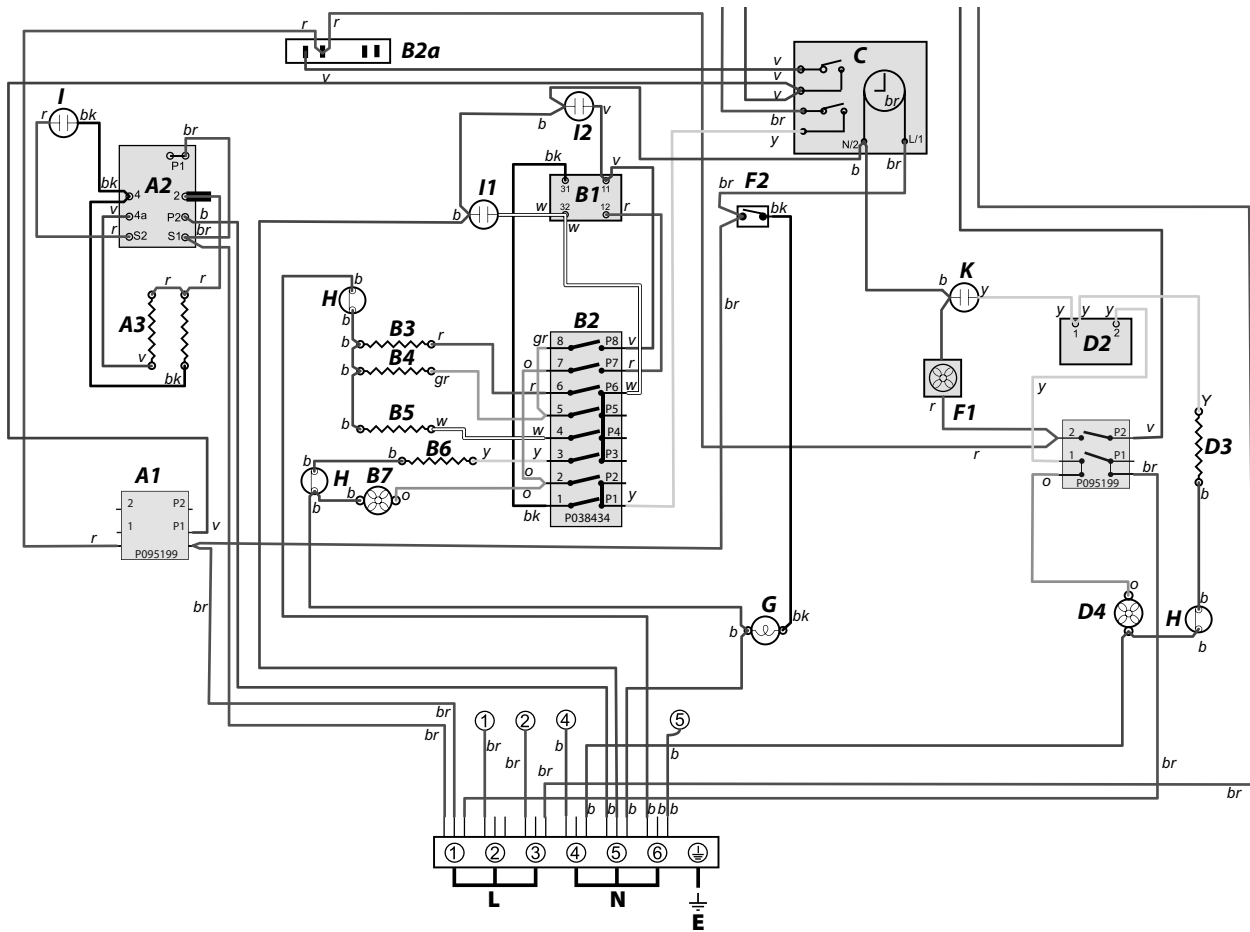 r
r
B2a
v
v
v
v
C
br
br
y
N/2
L/1
b
br
I
r
bk
br
P1
A2
bk
4
2
v
4a
P2
b
r
S2
S1
br
r
r
A3
v
bk
b
I2
v
bk
v
31
11
B1
I1
w
32
12
r
b
w
F2
br
bk
br
K
b
y
y
y
y
1
2
D2
H
b
b
B3
r
b
B4
gr
b
B5
w
b
B6
y
b
H
B7
b
o
b
B2
gr
8
P8
v
o
7
P7
r
r
6
P6
w
5
P5
w
4
P4
y
3
P3
o
2
P2
o
1
P1
y
bk
P038434
F1
r
y
r
2
P2
v
1
P1
br
o
P095199
Y
D3
b
A1
2
P2
1
P1
v
r
P095199
br
G
b
bk
o
D4
b
H
b
br
br
1
2
4
5
br
br
br
b
b
br
br
b
b
b
b
b
b
1
2
3
4
5
6
L
N
E